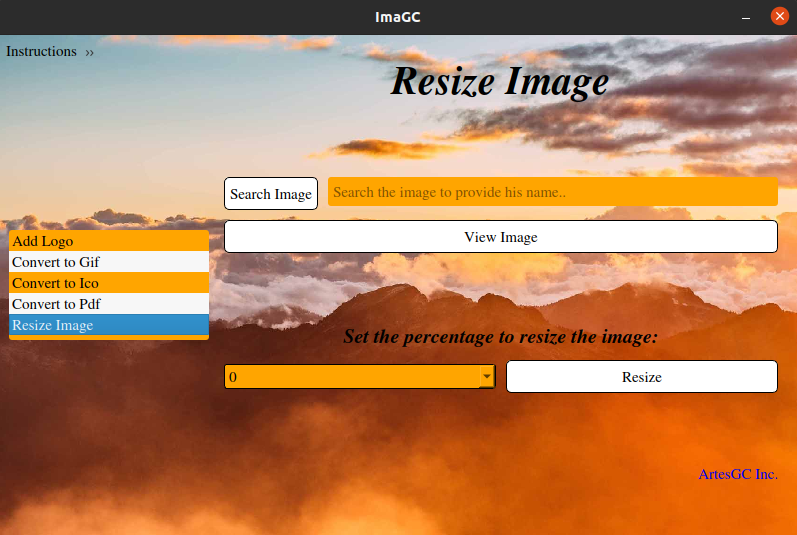 ImaGC
Instructions ››
Resize Image
Search Image
Search the image to provide his name..
View Image
Add Logo
Convert to Gif
Convert to Ico
Convert to Pdf
Resize Image
Set the percentage to resize the image:
0
Resize
ArtesGC Inc.